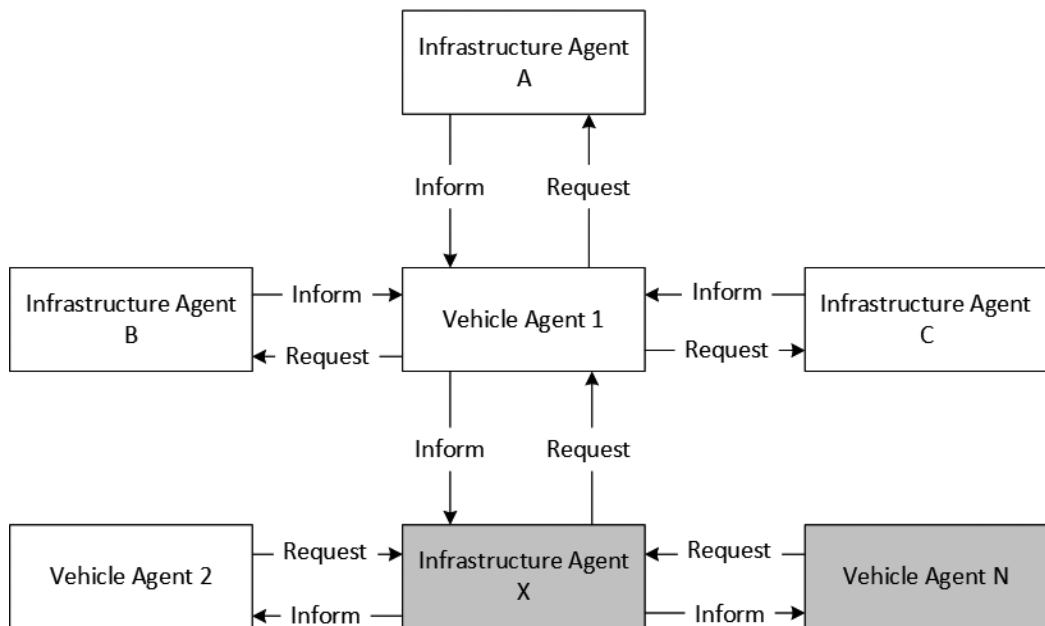 Infrastructure Agent
A
Inform
Request
Infrastructure Agent
B
Inform
Request
Vehicle Agent 1
Inform
Request
Infrastructure Agent
C
Inform
Request
Vehicle Agent 2
Request
Inform
Infrastructure Agent
X
Request
Inform
Vehicle Agent N